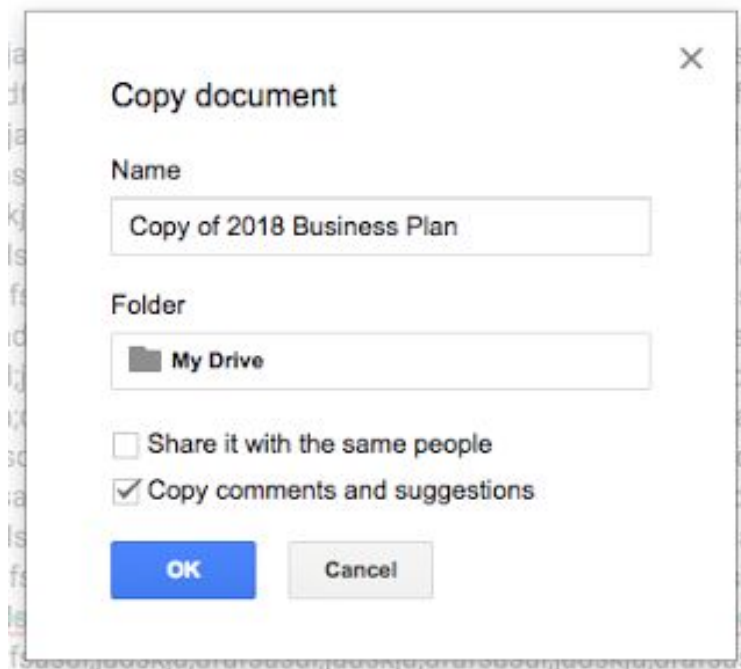 Copy document
Name
Copy of 2018 Business Plan
Folder
My Drive
Share it with the same people
Copy comments and suggestions
OK
Cancel